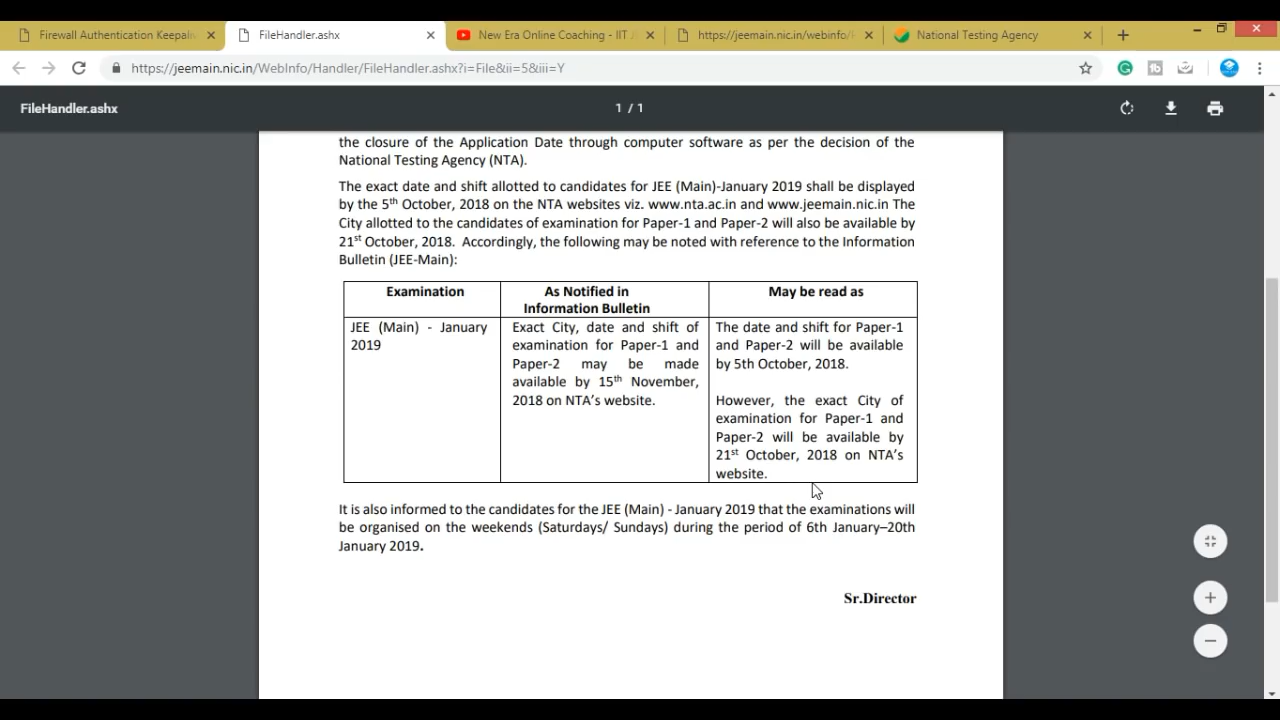 Firewall Authentication Keepaliv
FileHandler.ashx
New Era Online Coaching - IIT J
https://jeemain.nic.in/webinfo/
National Testing Agency
https://jeemain.nic.in/WebInfo/Handler/FileHandler.ashx?i=File&ii=5&iii=Y
FileHandler.ashx
1 / 1
the closure of the Application Date through computer software as per the decision of the
National Testing Agency (NTA).
The exact date and shift allotted to candidates for JEE (Main)-January 2019 shall be displayed
by the 5th October, 2018 on the NTA websites viz. www.nta.ac.in and www.jeemain.nic.in The
City allotted to the candidates of examination for Paper-1 and Paper-2 will also be available by
21st October, 2018. Accordingly, the following may be noted with reference to the Information
Bulletin (JEE-Main):
Examination
As Notified in
Information Bulletin
May be read as
JEE (Main) - January
2019
Exact City, date and shift of
examination for Paper-1 and
Paper-2 may be made
available by 15th November,
2018 on NTA's website.
The date and shift for Paper-1
and Paper-2 will be available
by 5th October, 2018.
However, the exact City of
examination for Paper-1 and
Paper-2 will be available by
21st October, 2018 on NTA's
website.
It is also informed to the candidates for the JEE (Main) - January 2019 that the examinations will
be organised on the weekends (Saturdays/ Sundays) during the period of 6th January–20th
January 2019.
Sr.Director